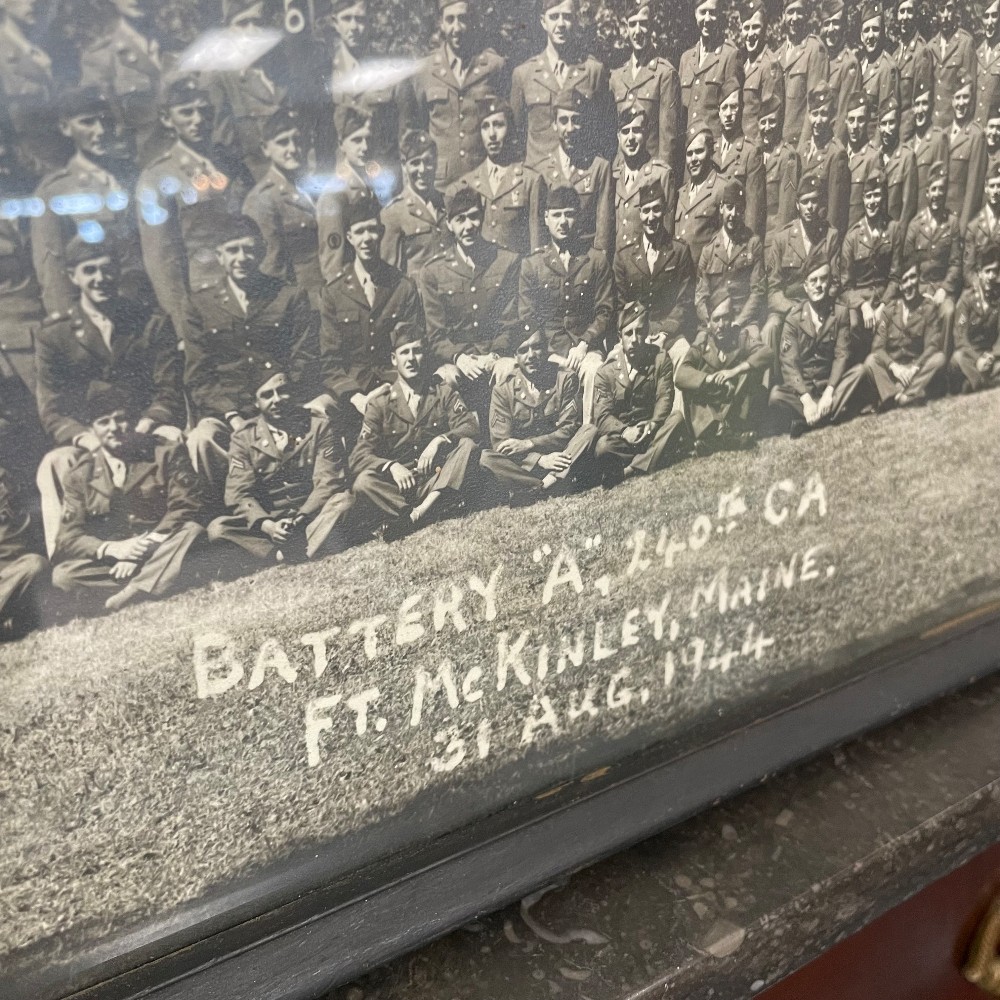 BATTERY "A", 240TH CA
FT. McKINLEY, MAINE.
31 AUG. 1944